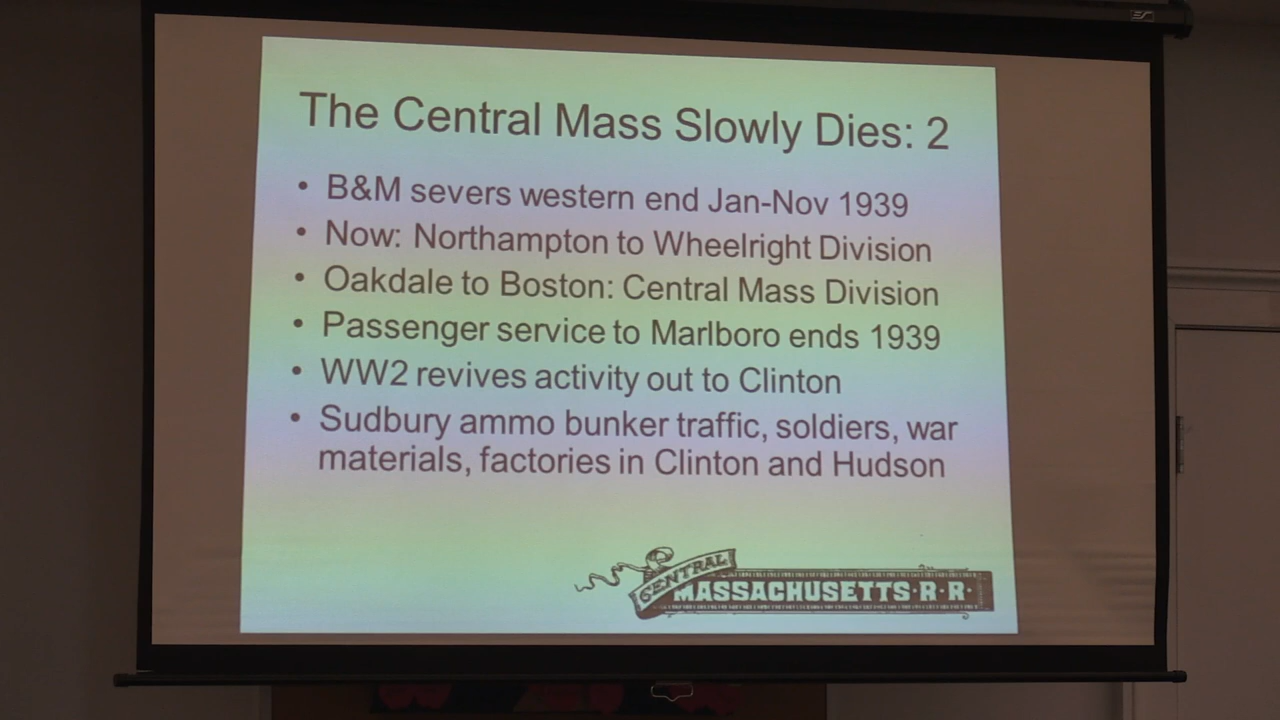 The Central Mass Slowly Dies: 2
• B&M severs western end Jan-Nov 1939
• Now: Northampton to Wheelright Division
• Oakdale to Boston: Central Mass Division
• Passenger service to Marlboro ends 1939
• WW2 revives activity out to Clinton
• Sudbury ammo bunker traffic, soldiers, war
materials, factories in Clinton and Hudson
CENTRAL
MASSACHUSETTS·R·R·